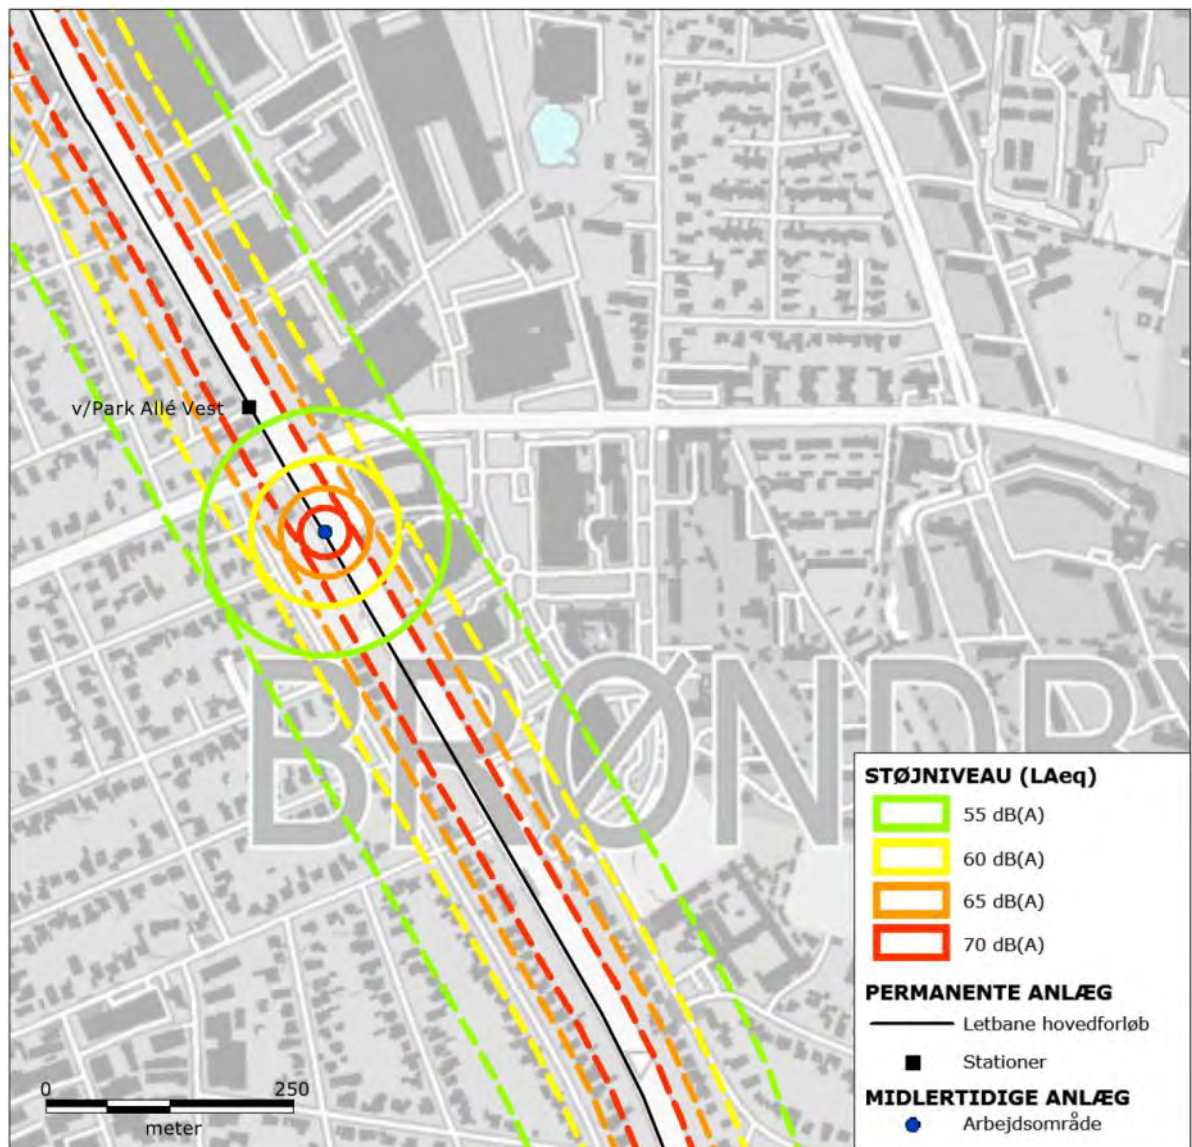 v/Park Allé Vest
BRØNDBY
STØJNIVEAU (LAeq)
55 dB(A)
60 dB(A)
65 dB(A)
70 dB(A)
PERMANENTE ANLÆG
Letbane hovedforløb
Stationer
MIDLERTIDIGE ANLÆG
Arbejdsområde
0 250
meter